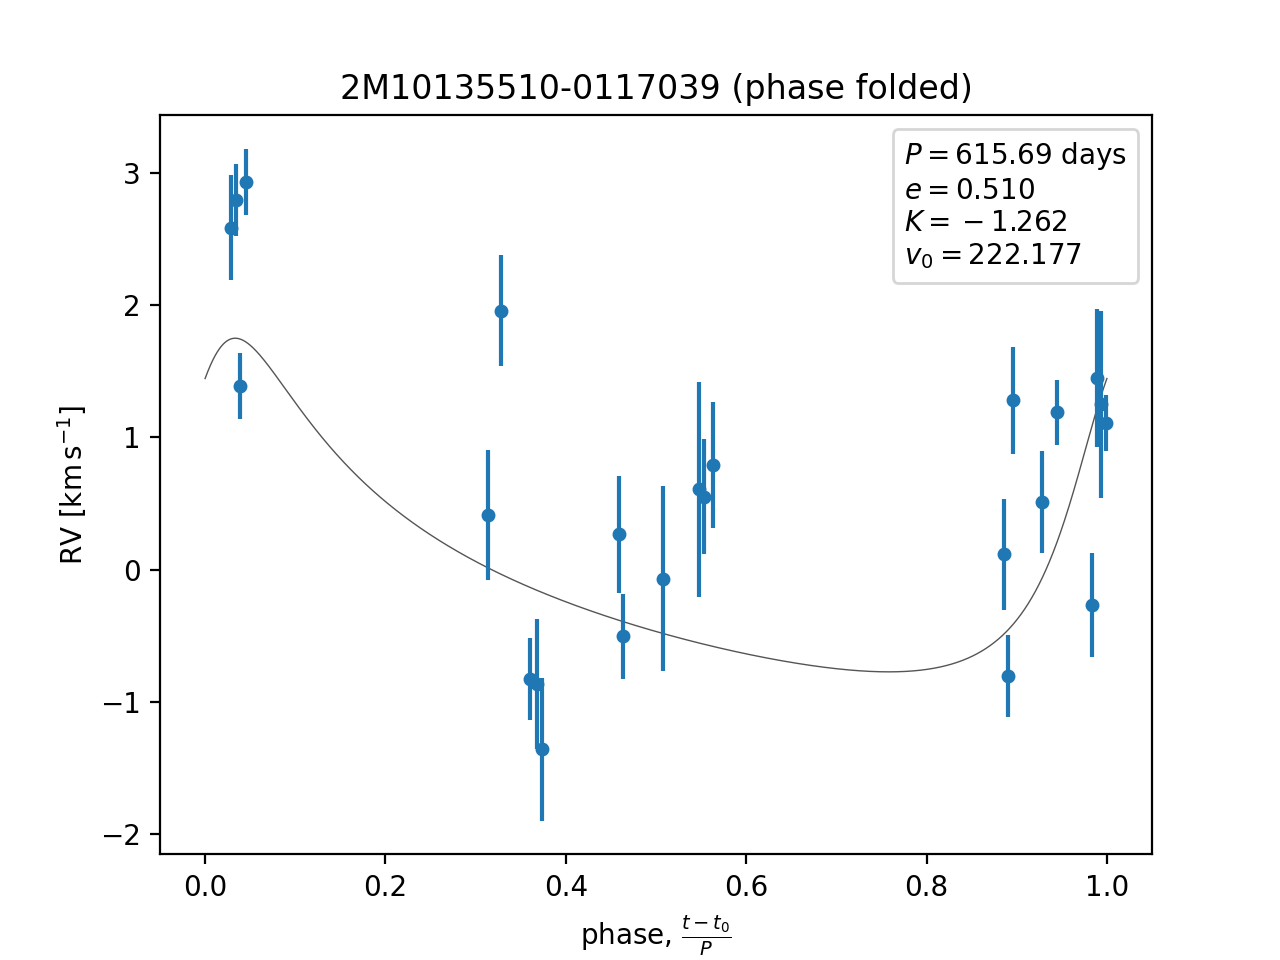 2M10135510-0117039 (phase folded)
P = 615.69 days
e = 0.510
K = −1.262
v₀ = 222.177
RV [km s⁻¹]
3
2
1
0
−1
−2
0.0 0.2 0.4 0.6 0.8 1.0
phase, (t − t₀)/P